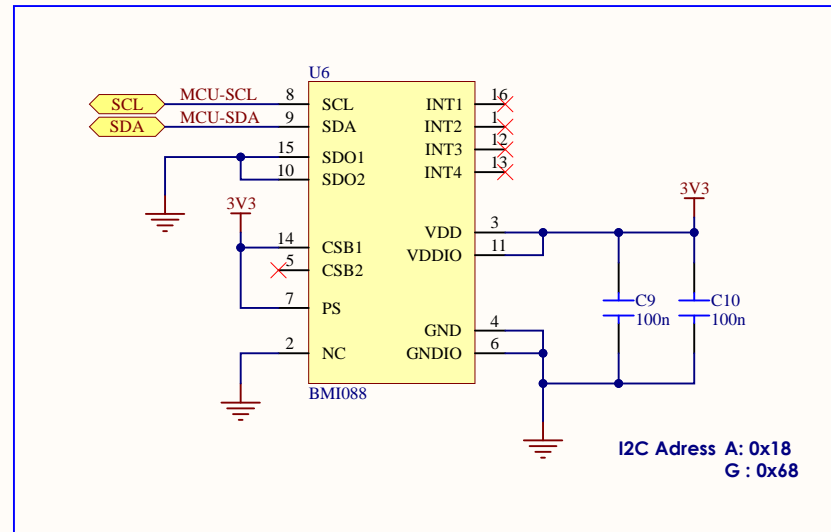 U6
SCL MCU-SCL 8 SCL INT1 16
SDA MCU-SDA 9 SDA INT2 1
15 SDO1 INT3 12
10 SDO2 INT4 13
3V3 3V3
14 CSB1 VDD 3
5 CSB2 VDDIO 11
7 PS C9 C10
100n 100n
GND 4
2 NC GNDIO 6
BMI088
I2C Adress A: 0x18
G : 0x68